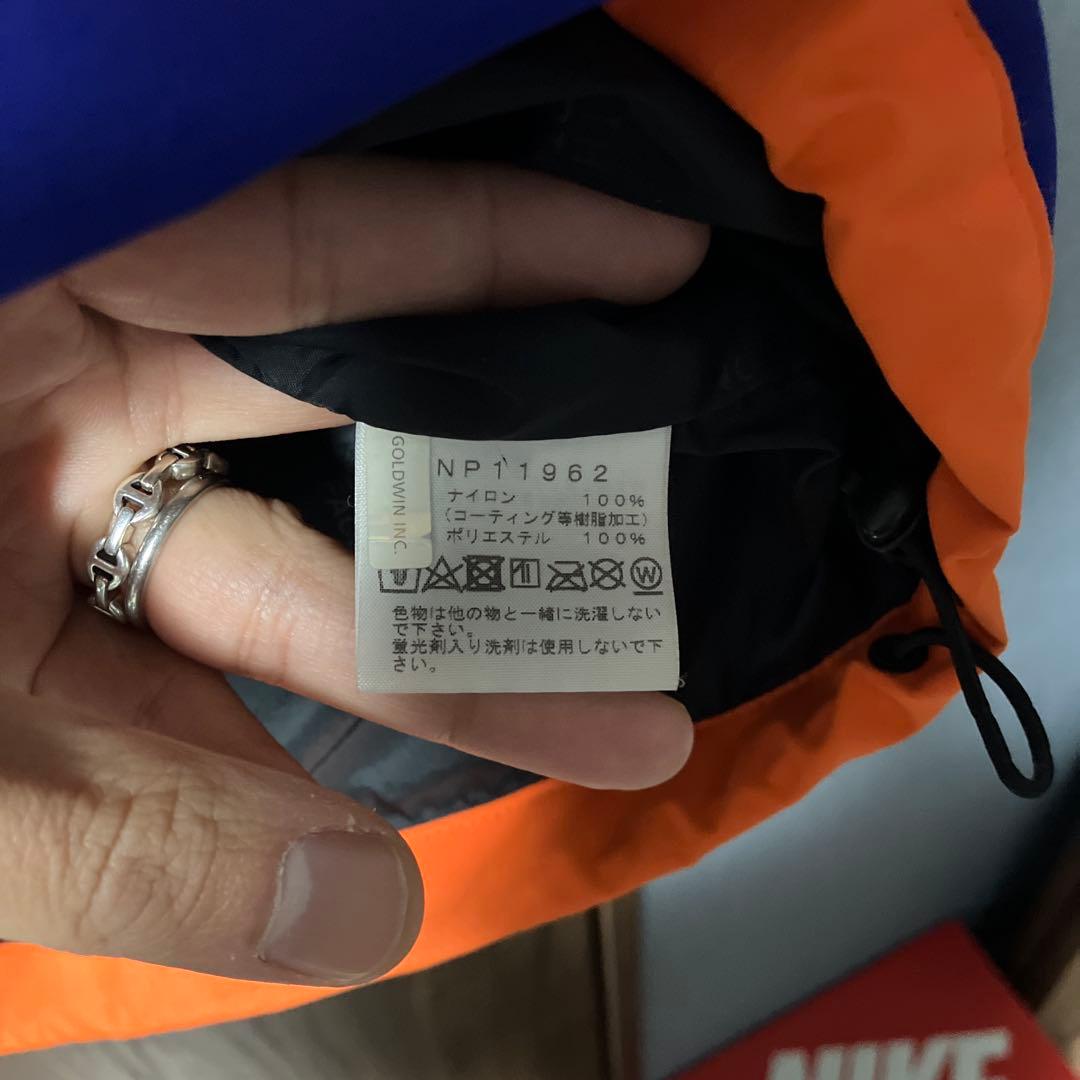 GOLDWIN INC.
NP11962
ナイロン 100%
(コーティング等樹脂加工)
ポリエステル 100%
W
色物は他の物と一緒に洗濯しない
で下さい。
蛍光剤入り洗剤は使用しないで下
さい。
NIKE